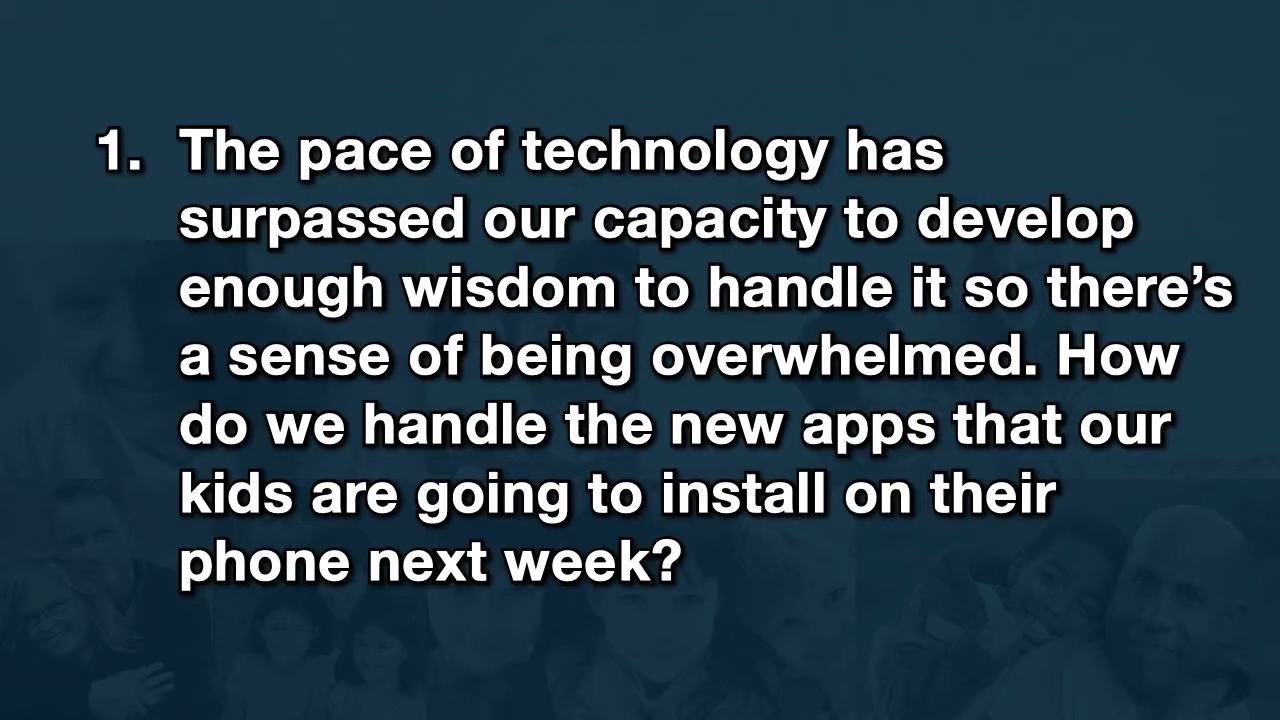 1. The pace of technology has
surpassed our capacity to develop
enough wisdom to handle it so there’s
a sense of being overwhelmed. How
do we handle the new apps that our
kids are going to install on their
phone next week?